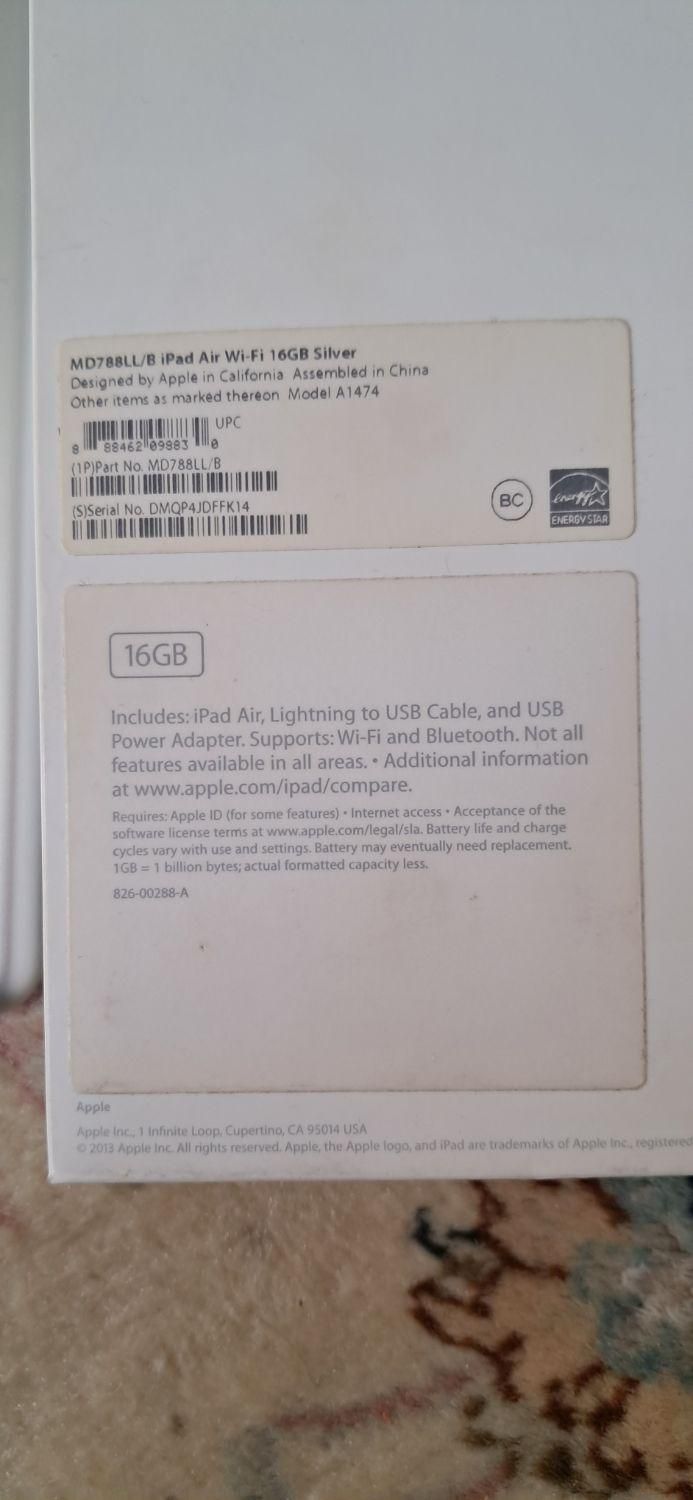 MD788LL/B iPad Air Wi-Fi 16GB Silver
Designed by Apple in California Assembled in China
Other items as marked thereon Model A1474
UPC
8 88462 09883 0
(1P)Part No. MD788LL/B
(S)Serial No. DMQP4JDFFK14
BC
energy
ENERGY STAR
16GB
Includes: iPad Air, Lightning to USB Cable, and USB
Power Adapter. Supports: Wi-Fi and Bluetooth. Not all
features available in all areas. • Additional information
at www.apple.com/ipad/compare.
Requires: Apple ID (for some features) • Internet access • Acceptance of the
software license terms at www.apple.com/legal/sla. Battery life and charge
cycles vary with use and settings. Battery may eventually need replacement.
1GB = 1 billion bytes; actual formatted capacity less.
826-00288-A
Apple
Apple Inc., 1 Infinite Loop, Cupertino, CA 95014 USA
© 2013 Apple Inc. All rights reserved. Apple, the Apple logo, and iPad are trademarks of Apple Inc., registered